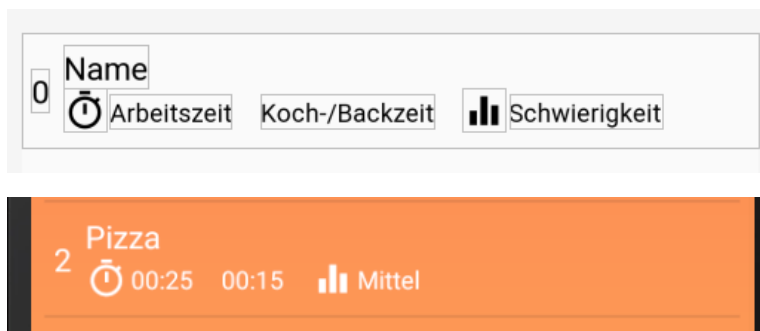 0 Name
Arbeitszeit Koch-/Backzeit Schwierigkeit
2 Pizza
00:25 00:15 Mittel